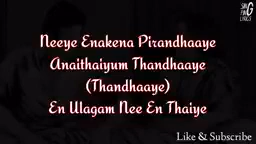 Neeye Enakena Pirandhaaye
Anaithaiyum Thandhaaye
(Thandhaaye)
En Ulagam Nee En Thaiye
Like & Subscribe